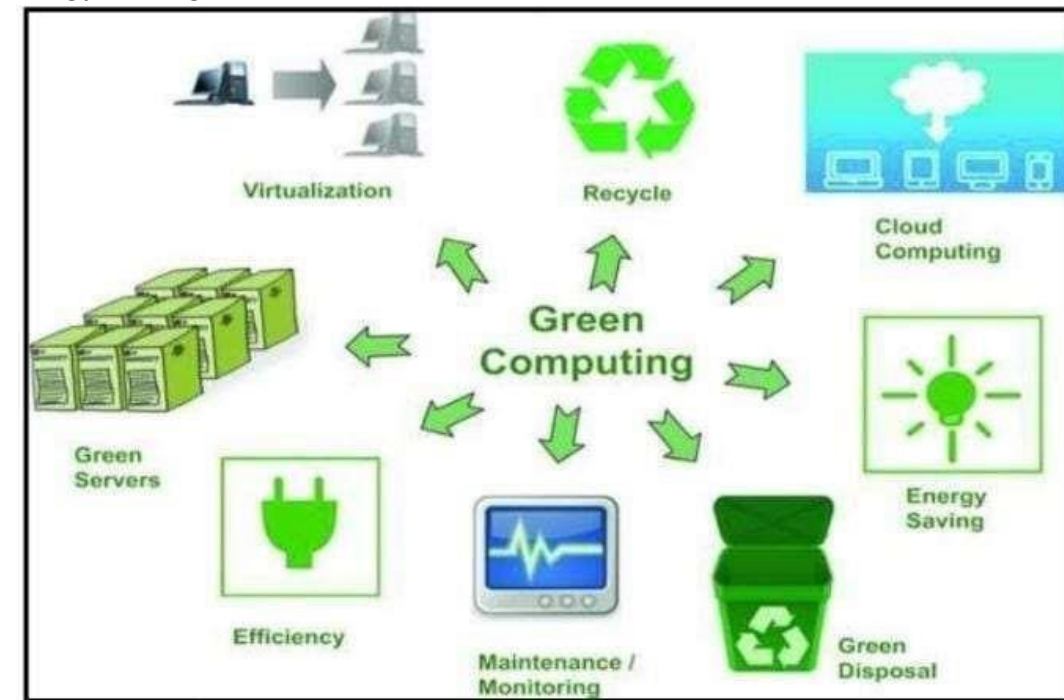 Virtualization
Recycle
Cloud
Computing
Green
Computing
Green
Servers
Energy
Saving
Efficiency
Maintenance /
Monitoring
Green
Disposal